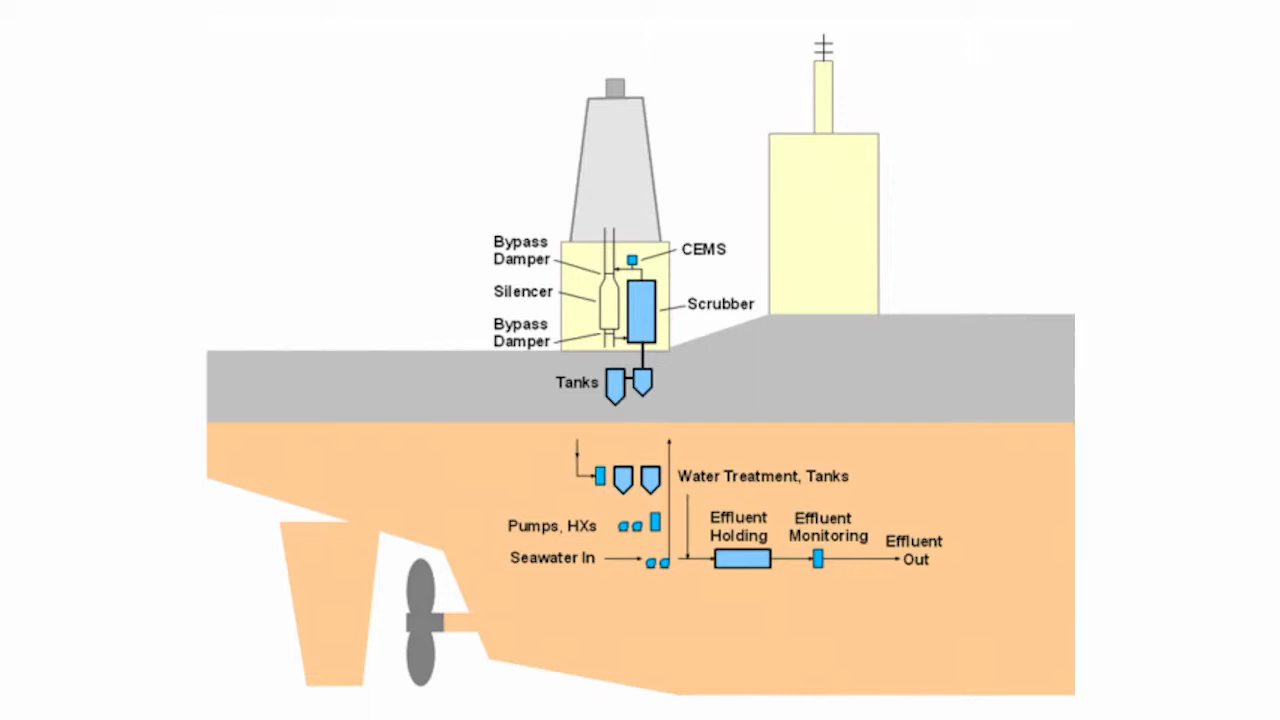 Bypass
Damper
CEMS
Silencer
Scrubber
Bypass
Damper
Tanks
Water Treatment, Tanks
Pumps, HXs
Effluent
Holding
Effluent
Monitoring
Seawater In
Effluent
Out